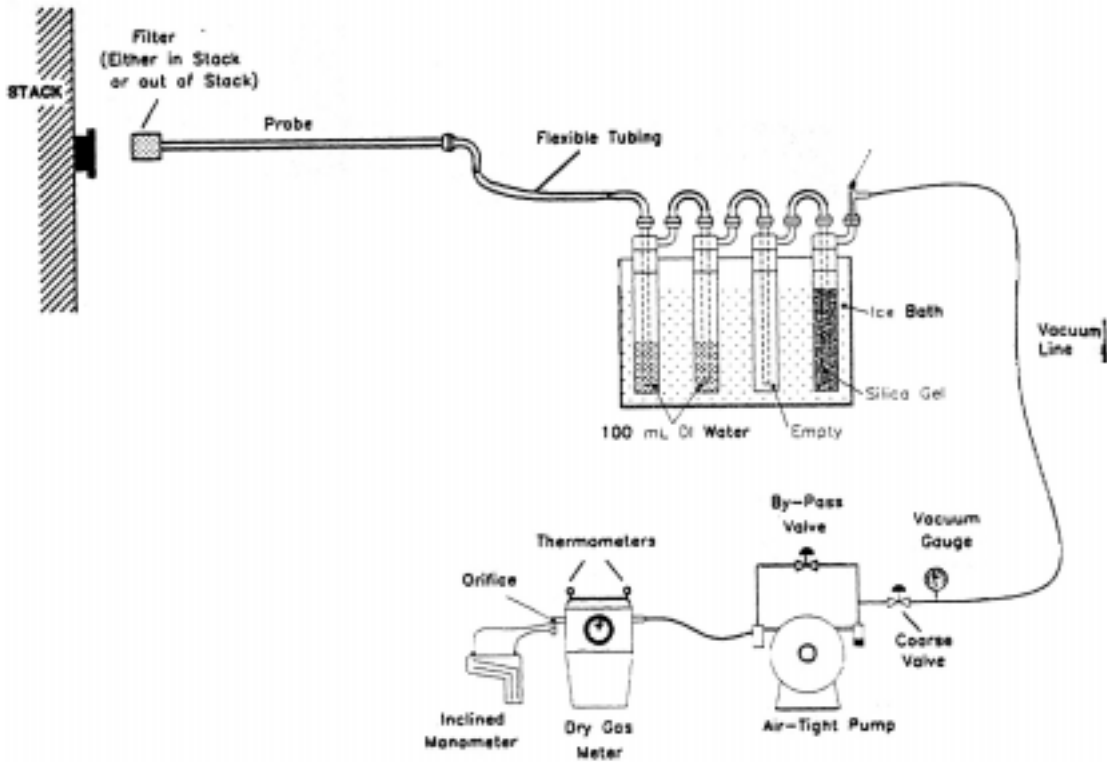 Filter
(Either in Stack
or out of Stack)
STACK
Probe
Flexible Tubing
Ice Bath
Vacuum
Line
Silica Gel
100 mL DI Water
Empty
By-Pass
Valve
Vacuum
Gauge
Thermometers
Orifice
Coarse
Valve
Inclined
Manometer
Dry Gas
Meter
Air-Tight Pump